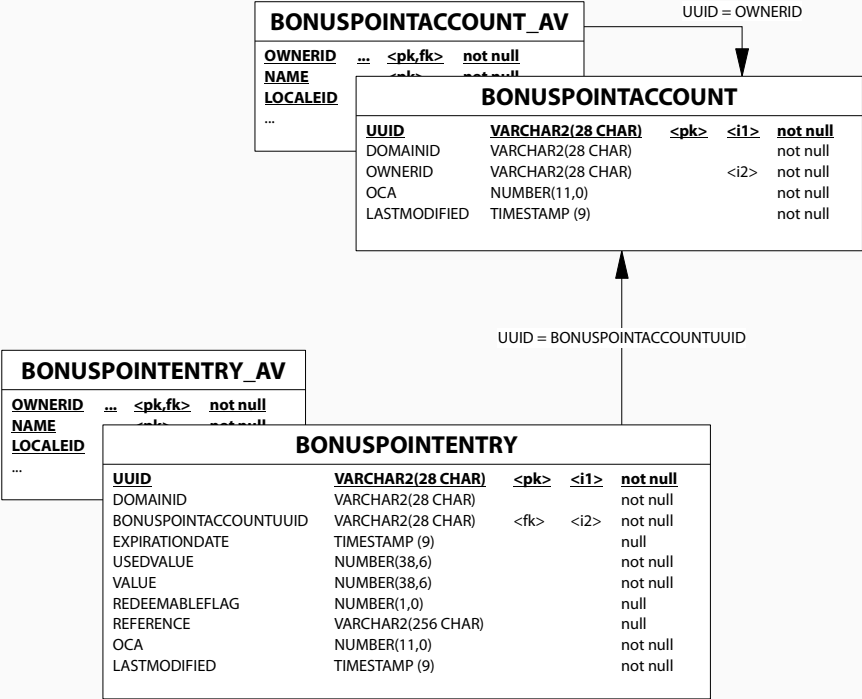 BONUSPOINTACCOUNT_AV
UUID = OWNERID
OWNERID ... <pk,fk> not null
NAME
LOCALEID
...
BONUSPOINTACCOUNT
UUID VARCHAR2(28 CHAR) <pk> <i1> not null
DOMAINID VARCHAR2(28 CHAR) not null
OWNERID VARCHAR2(28 CHAR) <i2> not null
OCA NUMBER(11,0) not null
LASTMODIFIED TIMESTAMP (9) not null
UUID = BONUSPOINTACCOUNTUUID
BONUSPOINTENTRY_AV
OWNERID ... <pk,fk> not null
NAME
LOCALEID
...
BONUSPOINTENTRY
UUID VARCHAR2(28 CHAR) <pk> <i1> not null
DOMAINID VARCHAR2(28 CHAR) not null
BONUSPOINTACCOUNTUUID VARCHAR2(28 CHAR) <fk> <i2> not null
EXPIRATIONDATE TIMESTAMP (9) null
USEDVALUE NUMBER(38,6) not null
VALUE NUMBER(38,6) not null
REDEEMABLEFLAG NUMBER(1,0) null
REFERENCE VARCHAR2(256 CHAR) null
OCA NUMBER(11,0) not null
LASTMODIFIED TIMESTAMP (9) not null